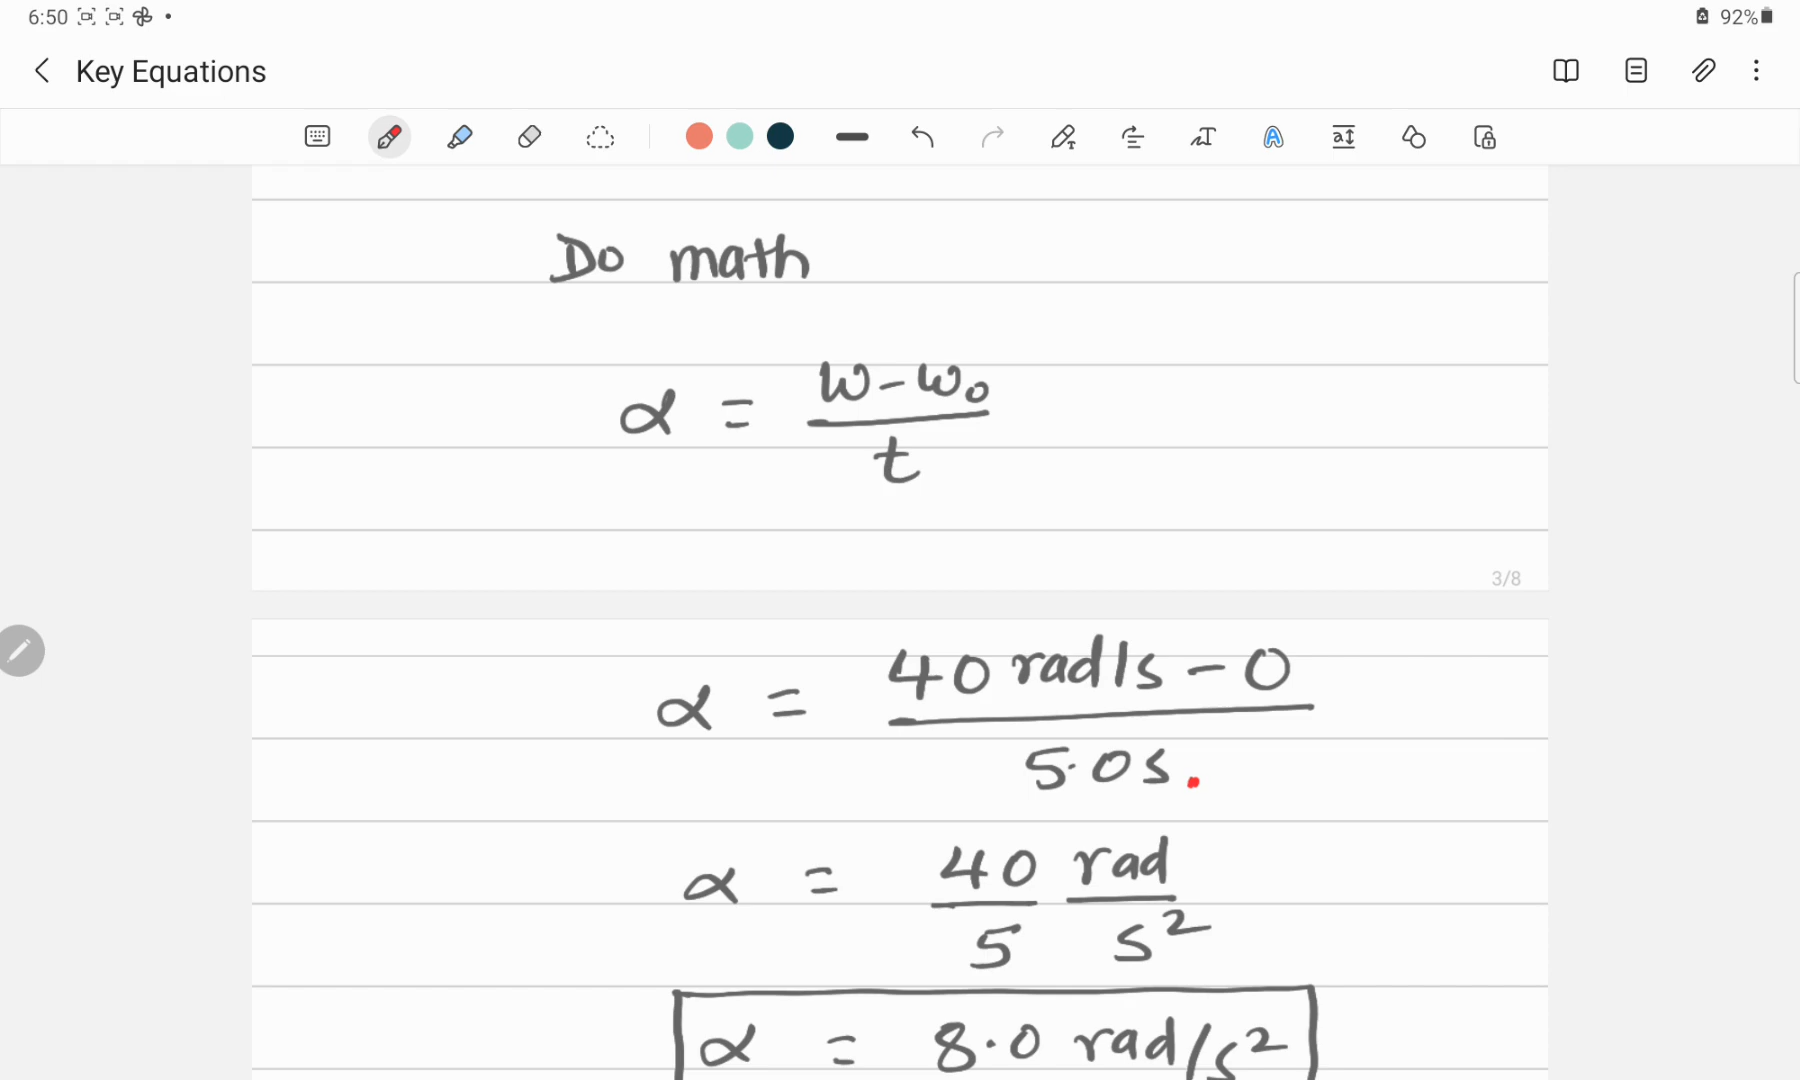 6:50
92%
Key Equations
Do math
α = ω - ω₀ / t
3/8
α = 40 rad/s - 0 / 5.0s.
α = 40/5 rad/s²
α = 8.0 rad/s²